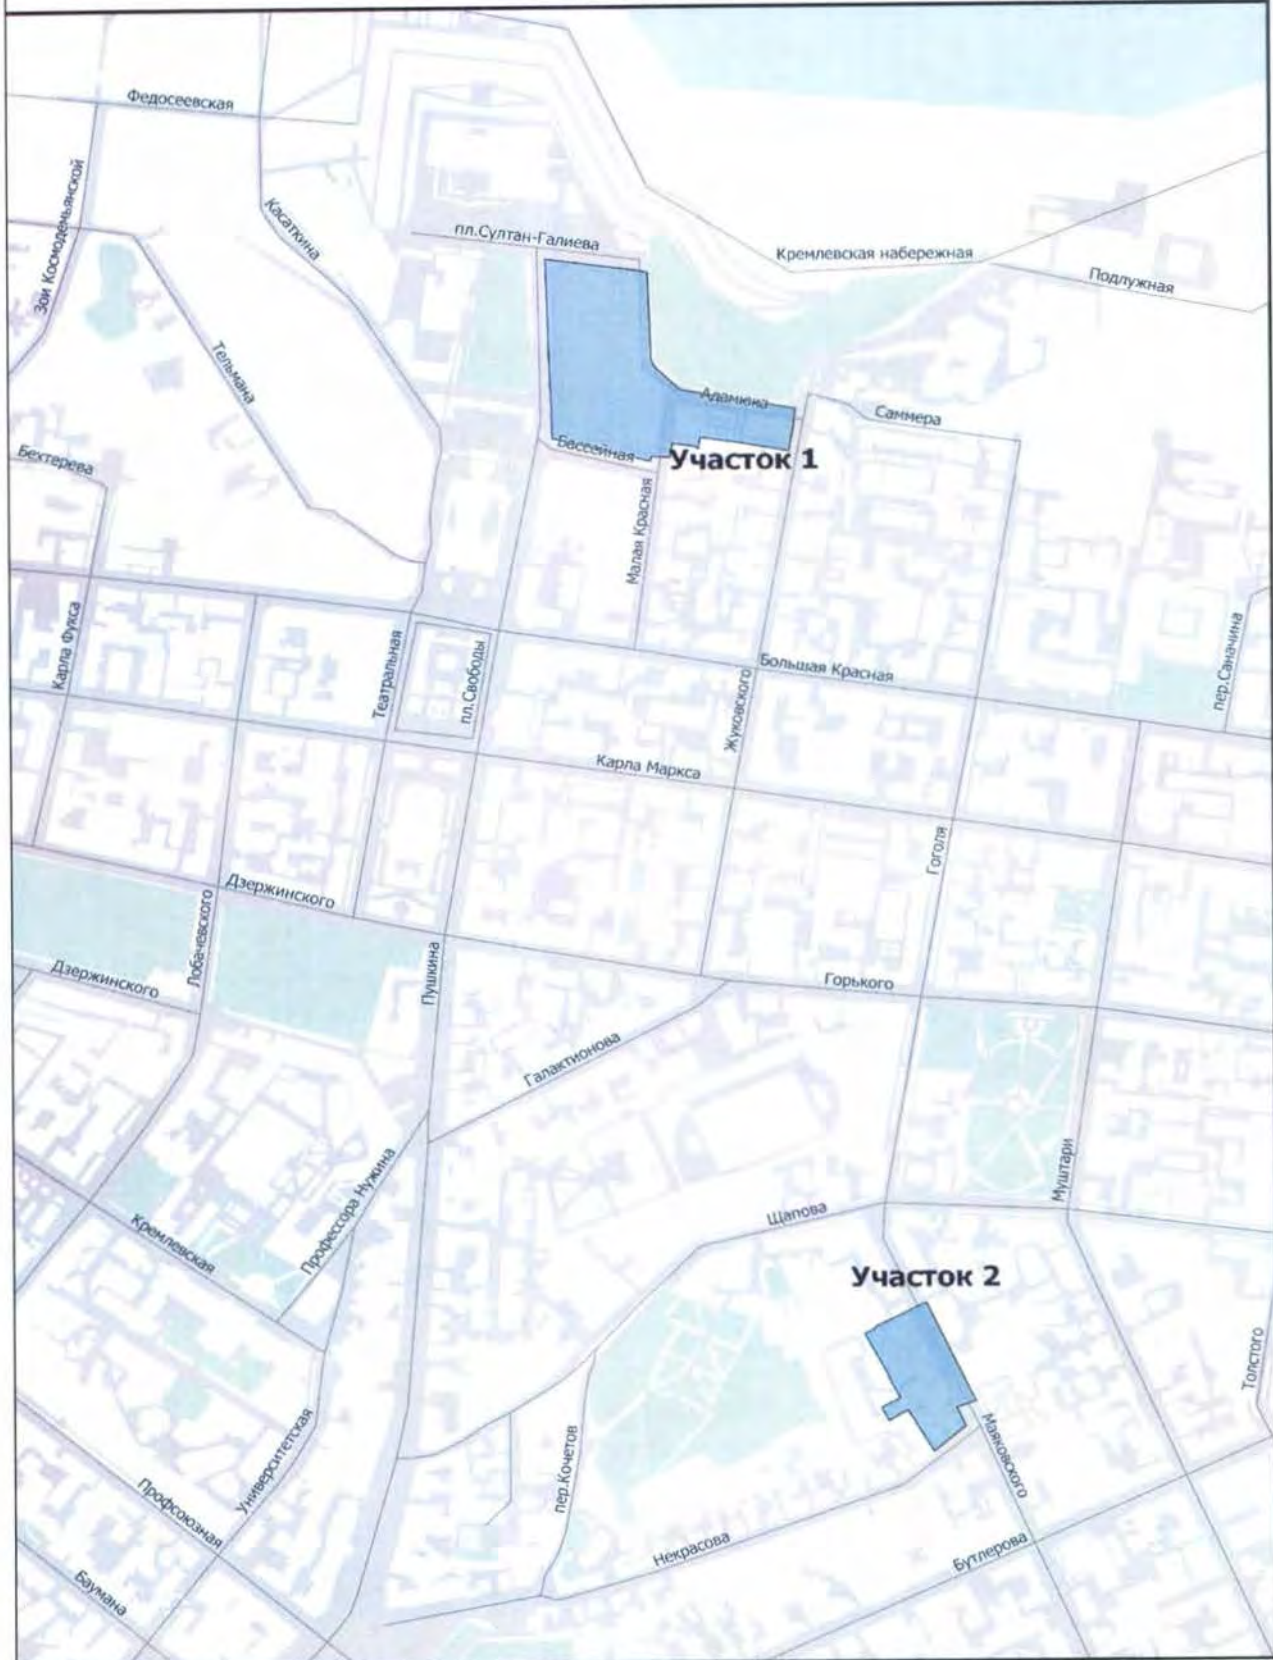 Федосеевская
Зои Космодемьянской
Касаткина
пл.Султан-Галиева
Кремлевская набережная
Подлужная
Тельмана
Адамюка
Саммера
Бехтерева
Бассейная
Участок 1
Малая Красная
Карла Фукса
Театральная
пл.Свободы
Большая Красная
пер.Саначина
Жуковского
Карла Маркса
Гоголя
Дзержинского
Лобачевского
Пушкина
Дзержинского
Горького
Галактионова
Муштари
Профессора Нужина
Щапова
Кремлевская
Участок 2
Толстого
Университетская
пер.Кочетов
Маяковского
Профсоюзная
Некрасова
Бутлерова
Баумана